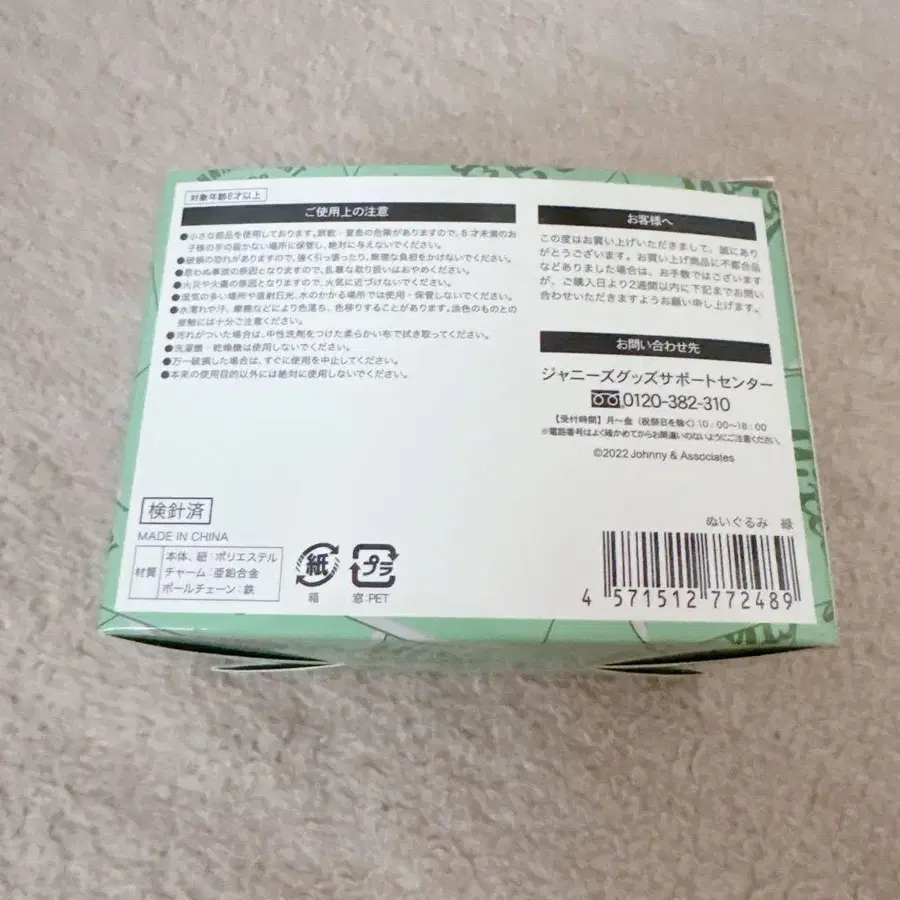 対象年齢6才以上
ご使用上の注意
●小さな部品を使用しております。誤飲・窒息の危険がありますので、6才未満のお
子様の手の届かない場所に保管し、絶対に与えないでください。
●破損の恐れがありますので、強く引っ張ったり、無理な負担をかけないでください。
●思わぬ事故の原因となりますので、乱暴な取り扱いはおやめください。
●火災や火傷の原因となりますので、火気に近づけないでください。
●湿気の多い場所や直射日光、水のかかる場所では使用・保管しないでください。
●水濡れや汗、摩擦などにより色落ち、色移りすることがあります。淡色のものとの
接触には十分ご注意ください。
●汚れがついた場合は、中性洗剤をつけた柔らかい布で拭き取ってください。
●洗濯機・乾燥機は使用しないでください。
●万一破損した場合は、すぐに使用を中止してください。
●本来の使用目的以外には絶対に使用しないでください。
検針済
MADE IN CHINA
材質
本体、紐:ポリエステル
チャーム:亜鉛合金
ボールチェーン:鉄
紙
箱
プラ
窓:PET
お客様へ
この度はお買い上げいただきまして、誠にあり
がとうございます。お買い上げ商品に不都合品
などありました場合は、お手数ではございます
が、ご購入日より2週間以内に下記までお問い
合わせいただきますようお願い申し上げます。
お問い合わせ先
ジャニーズグッズサポートセンター
0120-382-310
【受付時間】月〜金(祝祭日を除く)10:00〜18:00
※電話番号はよく確かめてからお間違いのないようにご注意ください。
©2022 Johnny & Associates
ぬいぐるみ 緑
4 571512 772489